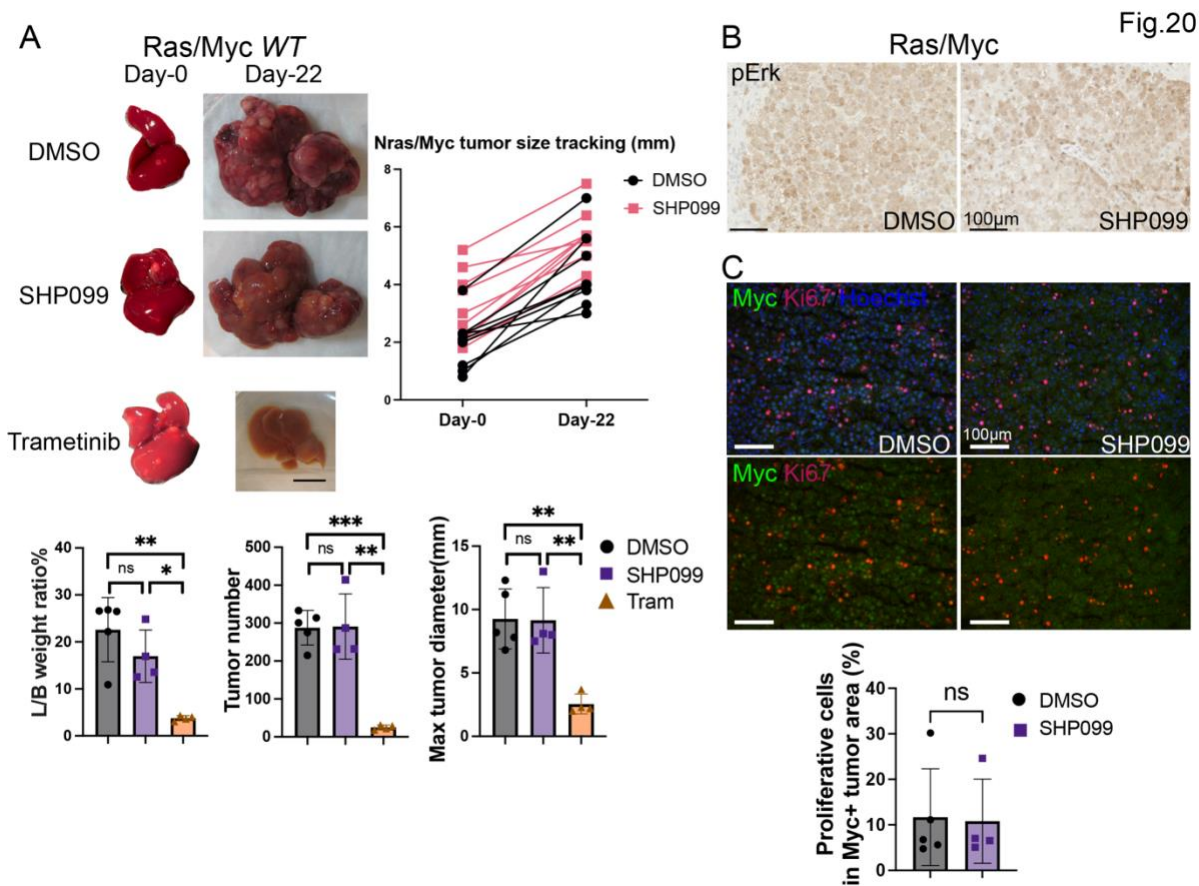 Fig.20
A
Ras/Myc WT
Day-0 Day-22
DMSO
SHP099
Trametinib
Nras/Myc tumor size tracking (mm)
8
6
4
2
0
Day-0 Day-22
DMSO
SHP099
L/B weight ratio%
40
30
20
10
0
** 
ns *
Tumor number
500
400
300
200
100
0
***
ns **
Max tumor diameter(mm)
15
10
5
0
**
ns **
DMSO
SHP099
Tram
B
Ras/Myc
pErk
DMSO
100µm
SHP099
C
Myc Ki67 Hoechst
DMSO
100µm
SHP099
Myc Ki67
Proliferative cells
in Myc+ tumor area (%)
40
30
20
10
0
ns
DMSO
SHP099